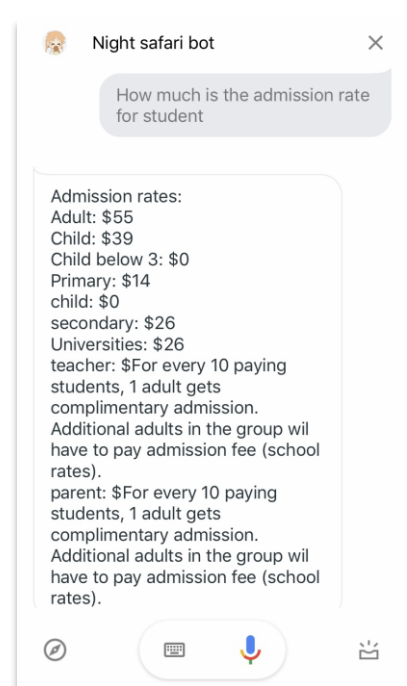 Night safari bot
How much is the admission rate
for student
Admission rates:
Adult: $55
Child: $39
Child below 3: $0
Primary: $14
child: $0
secondary: $26
Universities: $26
teacher: $For every 10 paying
students, 1 adult gets
complimentary admission.
Additional adults in the group wil
have to pay admission fee (school
rates).
parent: $For every 10 paying
students, 1 adult gets
complimentary admission.
Additional adults in the group wil
have to pay admission fee (school
rates).